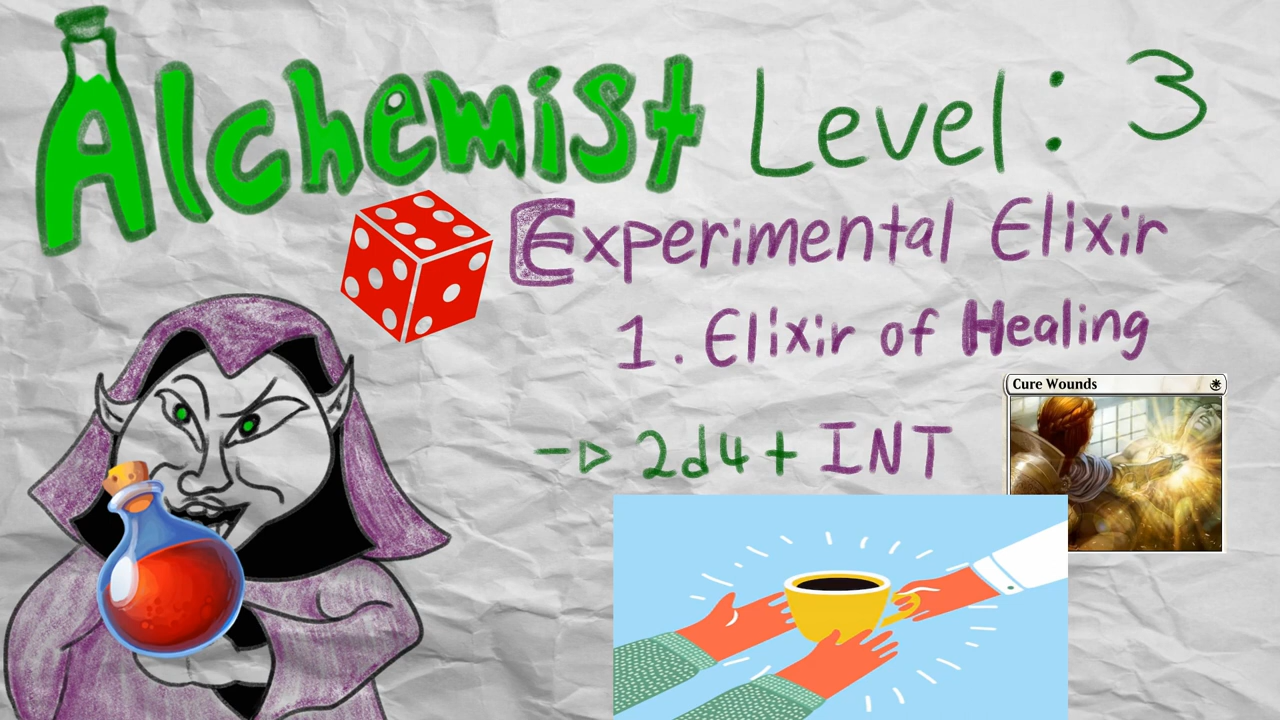 Alchemist Level: 3
Experimental Elixir
1. Elixir of Healing
Cure Wounds
→ 2d4 + INT